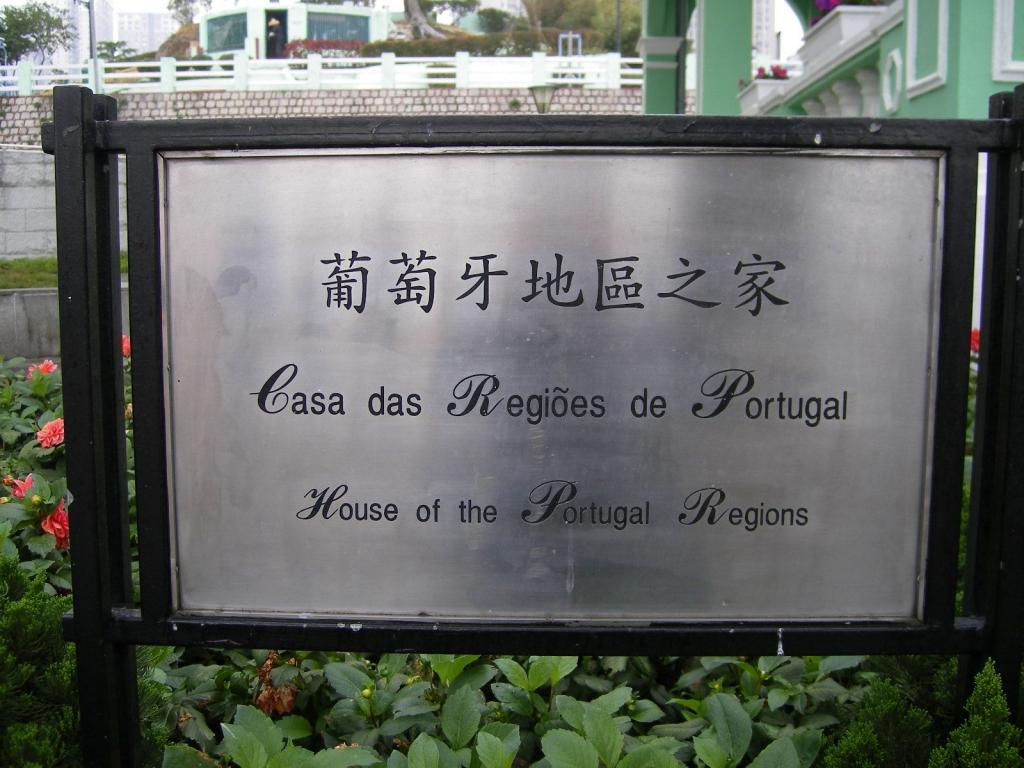 葡萄牙地區之家
Casa das Regiões de Portugal
House of the Portugal Regions